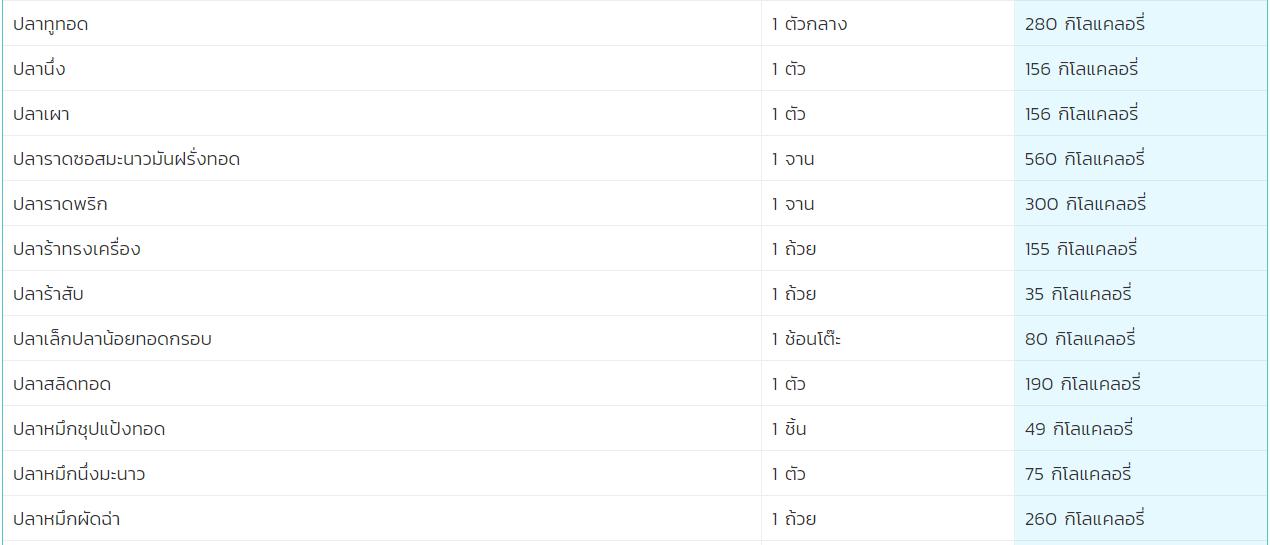 ปลาทูทอด 1 ตัวกลาง 280 กิโลแคลอรี่
ปลานึ่ง 1 ตัว 156 กิโลแคลอรี่
ปลาเผา 1 ตัว 156 กิโลแคลอรี่
ปลาราดซอสมะนาวมันฝรั่งทอด 1 จาน 560 กิโลแคลอรี่
ปลาราดพริก 1 จาน 300 กิโลแคลอรี่
ปลาร้าทรงเครื่อง 1 ถ้วย 155 กิโลแคลอรี่
ปลาร้าสับ 1 ถ้วย 35 กิโลแคลอรี่
ปลาเล็กปลาน้อยทอดกรอบ 1 ช้อนโต๊ะ 80 กิโลแคลอรี่
ปลาสลิดทอด 1 ตัว 190 กิโลแคลอรี่
ปลาหมึกชุปแป้งทอด 1 ชิ้น 49 กิโลแคลอรี่
ปลาหมึกนึ่งมะนาว 1 ตัว 75 กิโลแคลอรี่
ปลาหมึกผัดฉ่า 1 ถ้วย 260 กิโลแคลอรี่